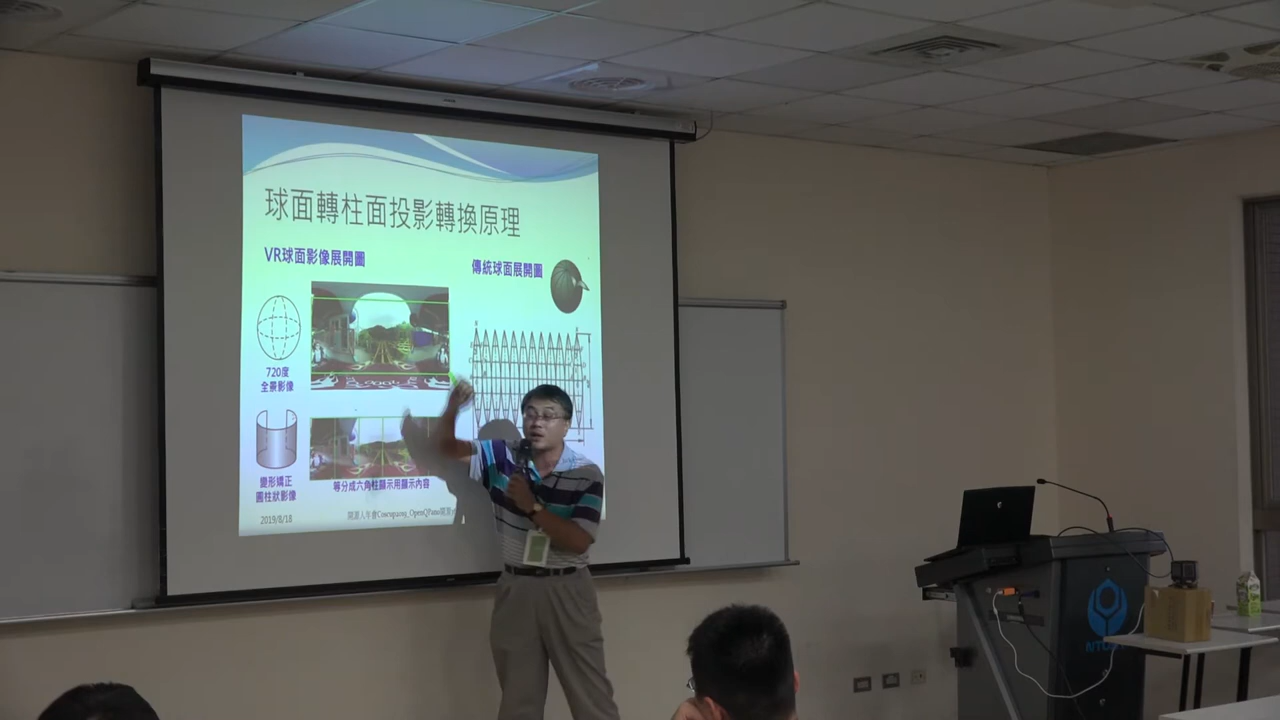 球面轉柱面投影轉換原理
VR球面影像展開圖
傳統球面展開圖
720度
全景影像
變形矯正
圓柱狀影像
等分成六角柱顯示用顯示內容
2019/8/18